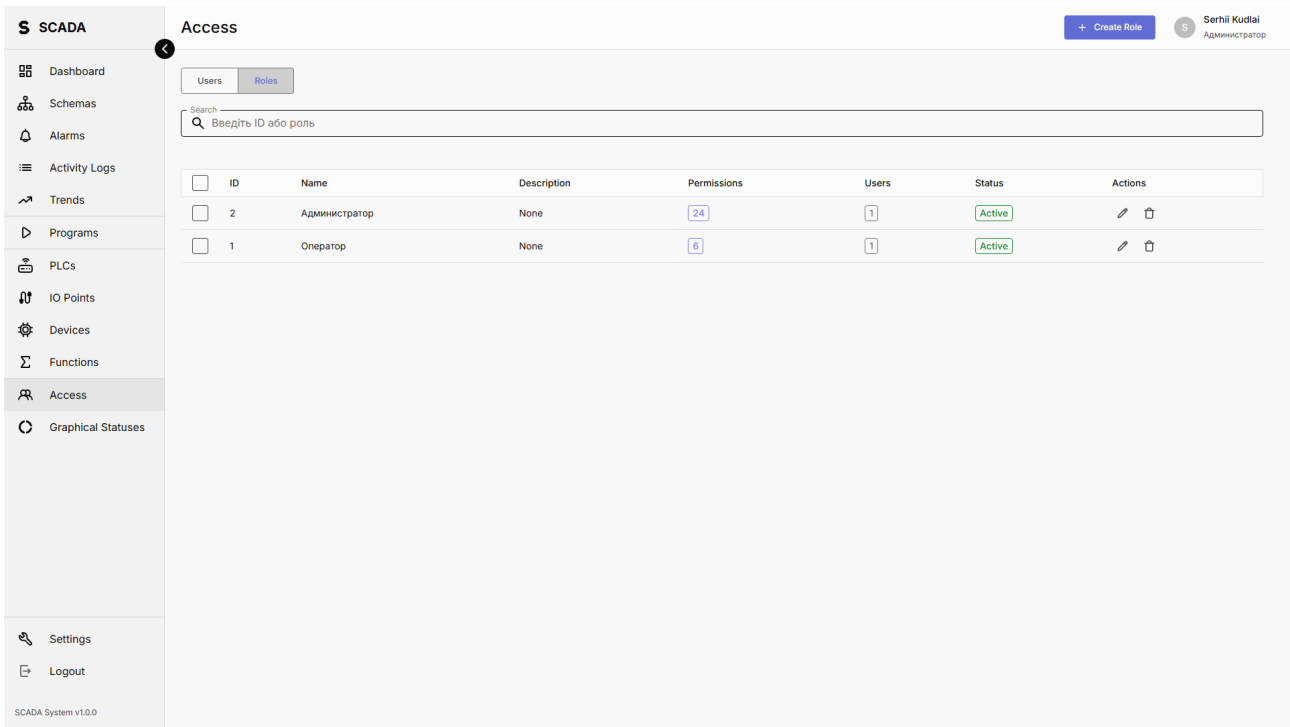 S SCADA
Access
+ Create Role
S
Serhii Kudlai
Администратор
Dashboard
Schemas
Alarms
Activity Logs
Trends
Programs
PLCs
IO Points
Devices
Functions
Access
Graphical Statuses
Settings
Logout
SCADA System v1.0.0
Users Roles
Search
Введіть ID або роль
ID Name Description Permissions Users Status Actions
2 Администратор None 24 1 Active
1 Оператор None 6 1 Active